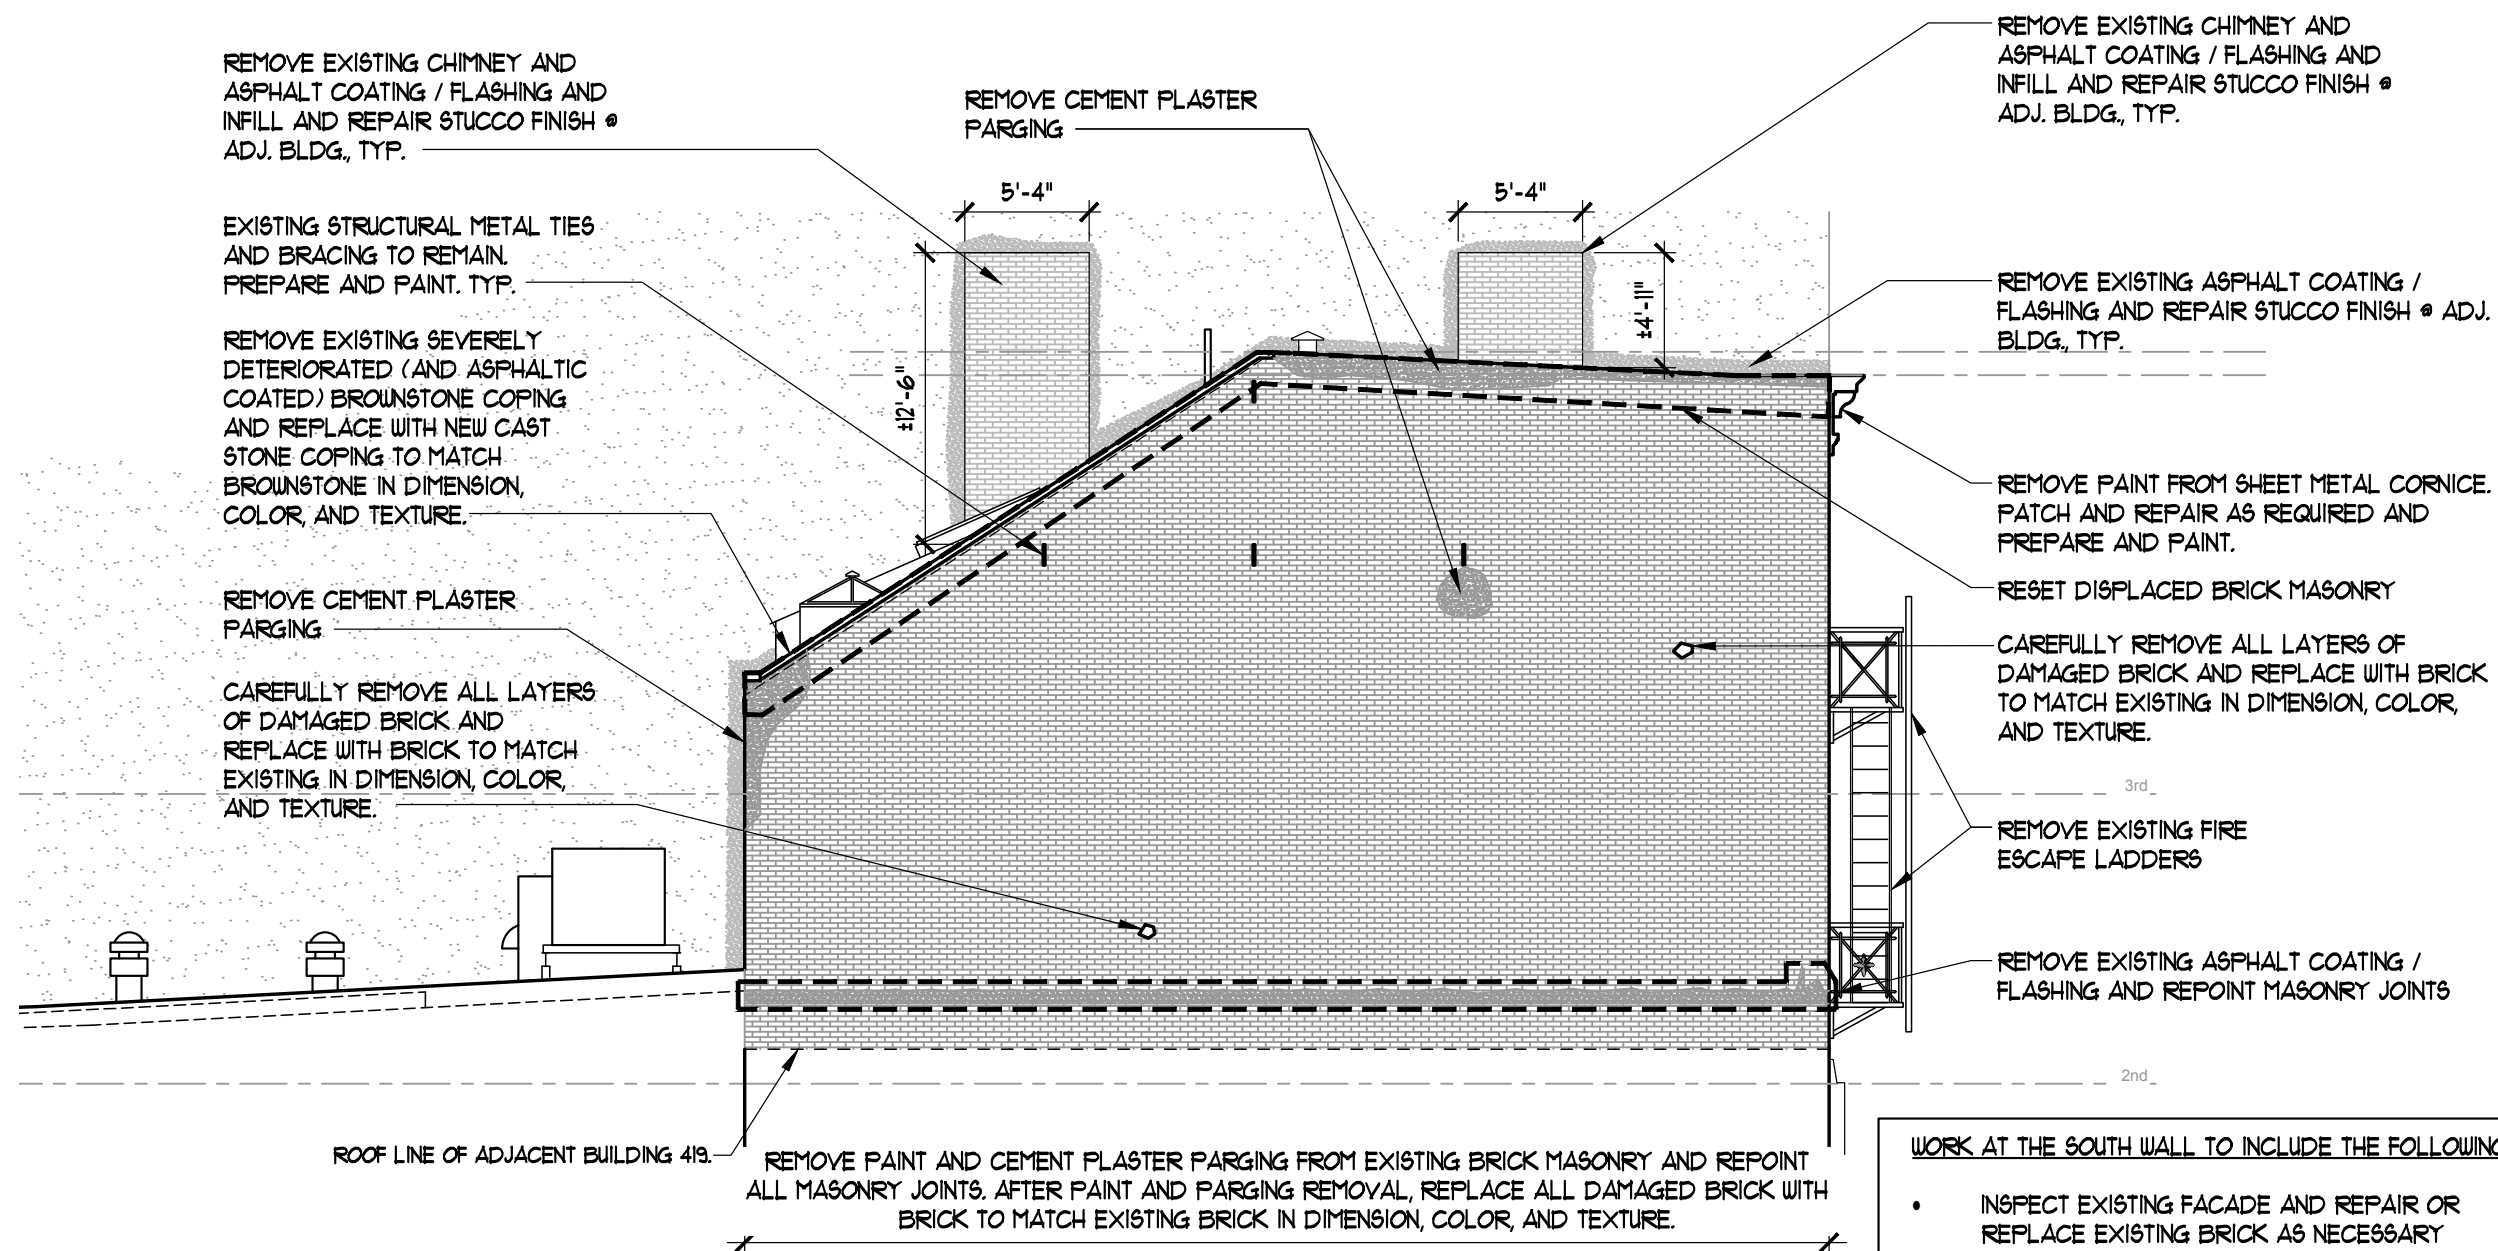 REMOVE EXISTING CHIMNEY AND
ASPHALT COATING / FLASHING AND
INFILL AND REPAIR STUCCO FINISH @
ADJ. BLDG., TYP.
EXISTING STRUCTURAL METAL TIES
AND BRACING TO REMAIN.
PREPARE AND PAINT. TYP.
REMOVE EXISTING SEVERELY
DETERIORATED (AND ASPHALTIC
COATED) BROWNSTONE COPING
AND REPLACE WITH NEW CAST
STONE COPING TO MATCH
BROWNSTONE IN DIMENSION,
COLOR, AND TEXTURE.
REMOVE CEMENT PLASTER
PARGING
CAREFULLY REMOVE ALL LAYERS
OF DAMAGED BRICK AND
REPLACE WITH BRICK TO MATCH
EXISTING IN DIMENSION, COLOR,
AND TEXTURE.
REMOVE CEMENT PLASTER
PARGING
5'-4"
5'-4"
±12'-6"
±4'-11"
REMOVE EXISTING CHIMNEY AND
ASPHALT COATING / FLASHING AND
INFILL AND REPAIR STUCCO FINISH @
ADJ. BLDG., TYP.
REMOVE EXISTING ASPHALT COATING /
FLASHING AND REPAIR STUCCO FINISH @ ADJ.
BLDG., TYP.
REMOVE PAINT FROM SHEET METAL CORNICE.
PATCH AND REPAIR AS REQUIRED AND
PREPARE AND PAINT.
RESET DISPLACED BRICK MASONRY
CAREFULLY REMOVE ALL LAYERS OF
DAMAGED BRICK AND REPLACE WITH BRICK
TO MATCH EXISTING IN DIMENSION, COLOR,
AND TEXTURE.
3rd
REMOVE EXISTING FIRE
ESCAPE LADDERS
REMOVE EXISTING ASPHALT COATING /
FLASHING AND REPOINT MASONRY JOINTS
2nd
ROOF LINE OF ADJACENT BUILDING 419.
REMOVE PAINT AND CEMENT PLASTER PARGING FROM EXISTING BRICK MASONRY AND REPOINT
ALL MASONRY JOINTS. AFTER PAINT AND PARGING REMOVAL, REPLACE ALL DAMAGED BRICK WITH
BRICK TO MATCH EXISTING BRICK IN DIMENSION, COLOR, AND TEXTURE.
WORK AT THE SOUTH WALL TO INCLUDE THE FOLLOWING
• INSPECT EXISTING FACADE AND REPAIR OR
REPLACE EXISTING BRICK AS NECESSARY